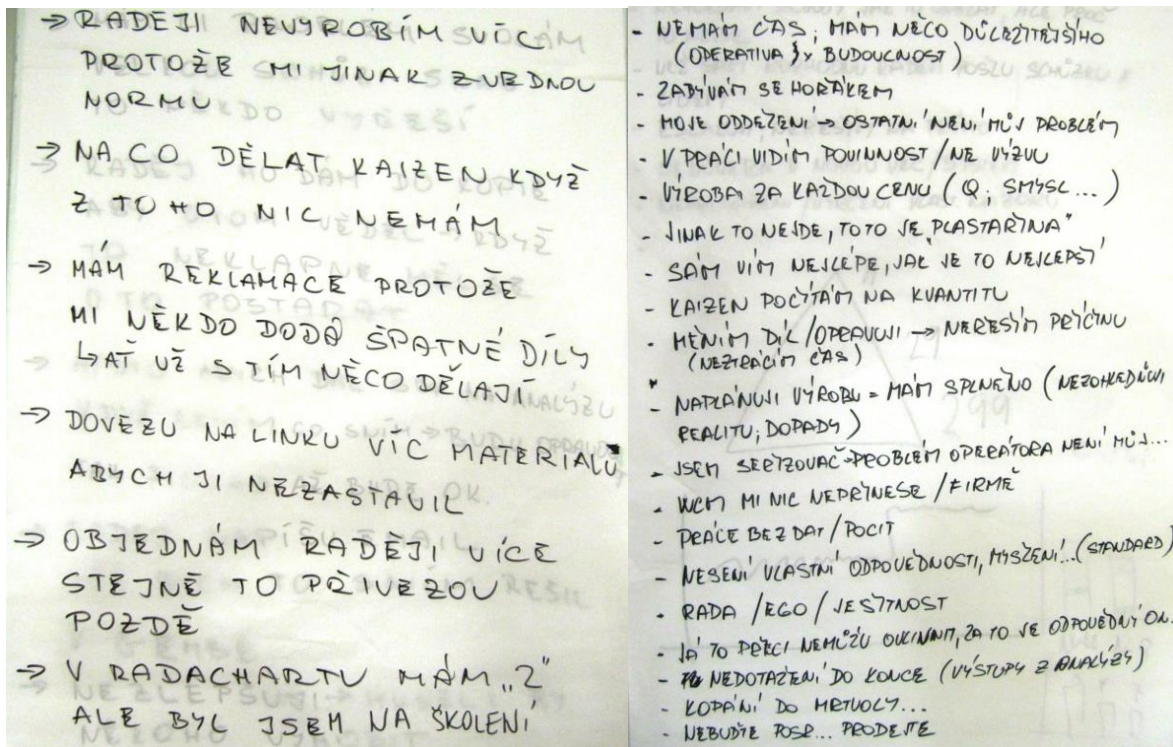 → RADĚJI NEVYROBÍM VÍC
PROTOŽE MI JINAK ZVEDNOU
NORMU
→ NA CO DĚLAT KAIZEN KDYŽ
Z TOHO NIC NEMÁM
→ MÁM REKLAMACE PROTOŽE
MI NĚKDO DODÁ ŠPATNÉ DÍLY
↳ AŤ UŽ S TÍM NĚCO DĚLAJÍ
→ DOVEZU NA LINKU VÍC MATERIALŮ
ABYCH JI NEZASTAVIL
→ OBJEDNÁM RADĚJI VÍCE
STEJNĚ TO PŘIVEZOU
POZDĚ
→ V RADACHARTU MÁM „2"
ALE BYL JSEM NA ŠKOLENÍ
- NEMÁM ČAS, MÁM NĚCO DŮLEŽITĚJŠÍHO
(OPERATIVA x BUDOUCNOST)
- ZABÝVÁM SE HORÁKEM
- MOJE ODDĚLENÍ → OSTATNÍ NENÍ MŮJ PROBLÉM
- V PRÁCI VIDÍM POVINNOST / NE VÝZVU
- VÝROBA ZA KAŽDOU CENU (Q, SMYSL...)
- JINAK TO NEJDE, TOTO JE „PLASTAŘINA"
- SÁM VÍM NEJLÉPE, JAK JE TO NEJLEPŠÍ
- KAIZEN POČÍTÁM NA KVANTITU
- MĚNÍM DÍL / OPRAVUJI → NEŘEŠÍM PŘÍČINU
(NEZTRÁCÍM ČAS)
- NAPLÁNUJI VÝROBU = MÁM SPLNĚNO (NEZOHLEDŇUJI
REALITU, DOPADY)
- JSEM SEŘIZOVAČ → PROBLÉM OPERÁTORA NENÍ MŮJ...
- WCM MI NIC NEPŘINESE / FIRMĚ
- PRÁCE BEZ DAT / POCIT
- NESENÍ VLASTNÍ ODPOVĚDNOSTI, MYŠLENÍ... (STANDARD)
- RADA / EGO / JEŠITNOST
- JÁ TO PŘECI NEMŮŽU OVLIVNIT, ZA TO JE ODPOVĚDNÝ ON.
- NEDOTAŽENÍ DO KONCE (VÝSTUPY Z ANALÝZY)
- KOPÁNÍ DO MRTVOLY...
- NEBUĎTE POSR... PRODEJTE